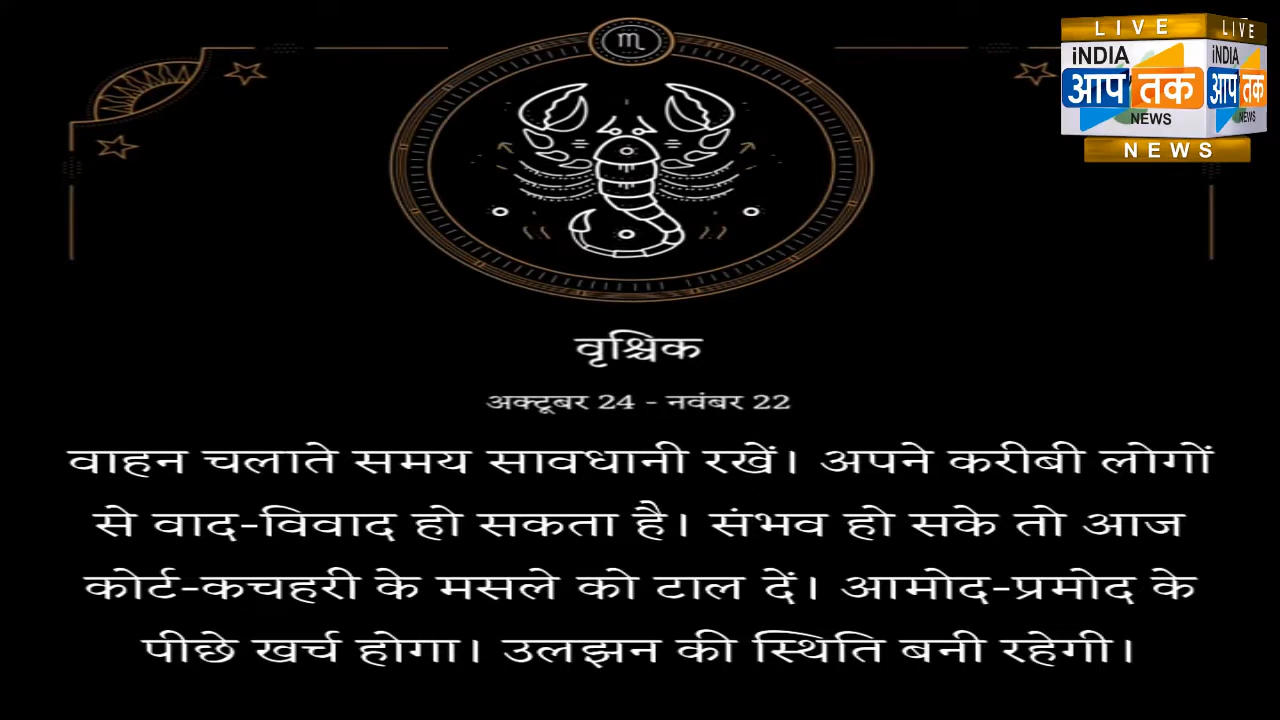 LIVE
LIVE
iNDIA
iNDIA
आप तक
आप तक
NEWS
NEWS
NEWS
♏
वृश्चिक
अक्टूबर 24 - नवंबर 22
वाहन चलाते समय सावधानी रखें। अपने करीबी लोगों
से वाद-विवाद हो सकता है। संभव हो सके तो आज
कोर्ट-कचहरी के मसले को टाल दें। आमोद-प्रमोद के
पीछे खर्च होगा। उलझन की स्थिति बनी रहेगी।